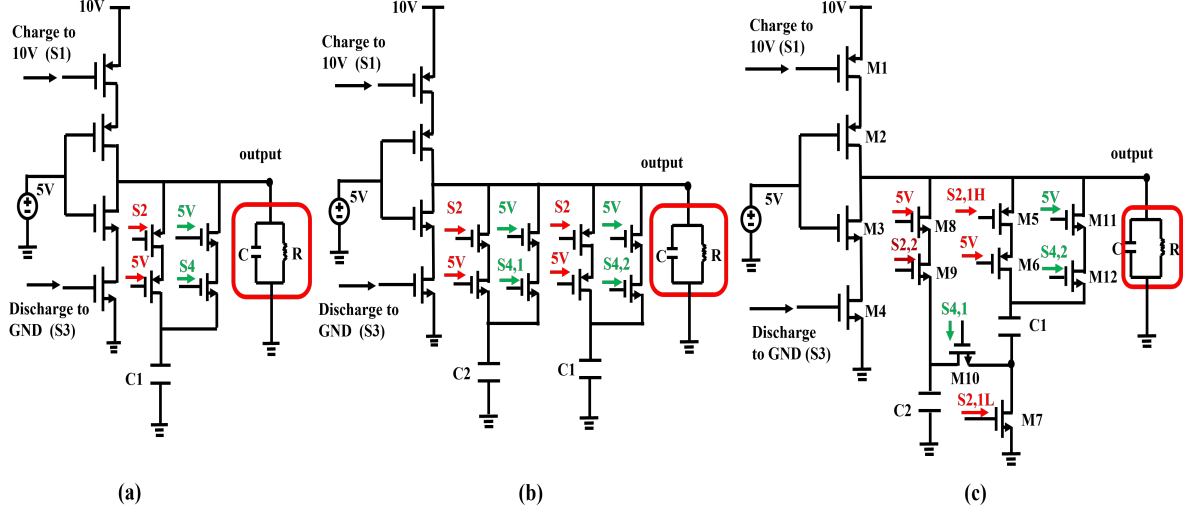 10V
Charge to
10V (S1)
5V
output
S2
5V
5V
S4
C
R
Discharge to
GND (S3)
C1
(a)
10V
Charge to
10V (S1)
5V
output
S2
5V
S2
5V
5V
S4,1
5V
S4,2
C
R
Discharge to
GND (S3)
C2
C1
(b)
10V
Charge to
10V (S1)
M1
M2
5V
output
M3
5V
M8
S2,1H
M5
5V
M11
S2,2
M9
5V
M6
S4,2
M12
C
R
M4
Discharge
to GND (S3)
S4,1
C1
M10
C2
S2,1L
M7
(c)